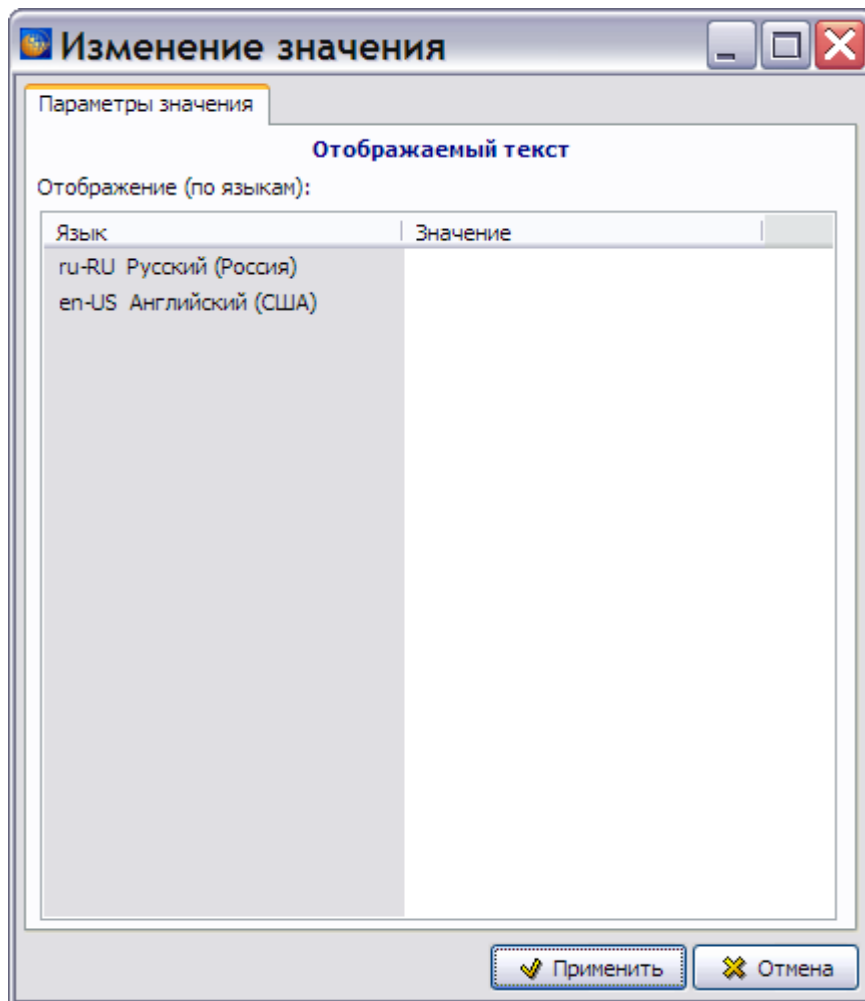 Изменение значения
Параметры значения
Отображаемый текст
Отображение (по языкам):
Язык Значение
ru-RU Русский (Россия)
en-US Английский (США)
Применить Отмена